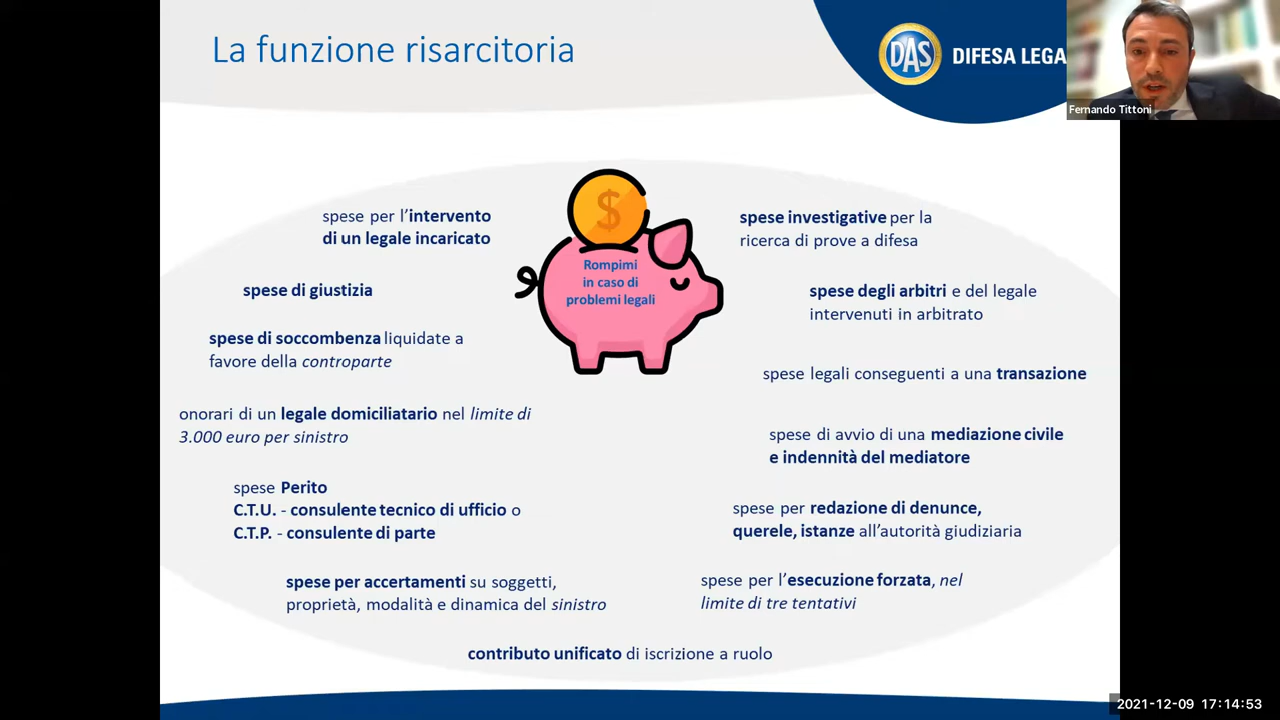 La funzione risarcitoria
DAS
DIFESA LEGA
Fernando Tittoni
Rompimi
in caso di
problemi legali
spese per l'intervento
di un legale incaricato
spese di giustizia
spese di soccombenza liquidate a
favore della controparte
onorari di un legale domiciliatario nel limite di
3.000 euro per sinistro
spese Perito
C.T.U. - consulente tecnico di ufficio o
C.T.P. - consulente di parte
spese per accertamenti su soggetti,
proprietà, modalità e dinamica del sinistro
spese investigative per la
ricerca di prove a difesa
spese degli arbitri e del legale
intervenuti in arbitrato
spese legali conseguenti a una transazione
spese di avvio di una mediazione civile
e indennità del mediatore
spese per redazione di denunce,
querele, istanze all'autorità giudiziaria
spese per l'esecuzione forzata, nel
limite di tre tentativi
contributo unificato di iscrizione a ruolo
2021-12-09 17:14:53